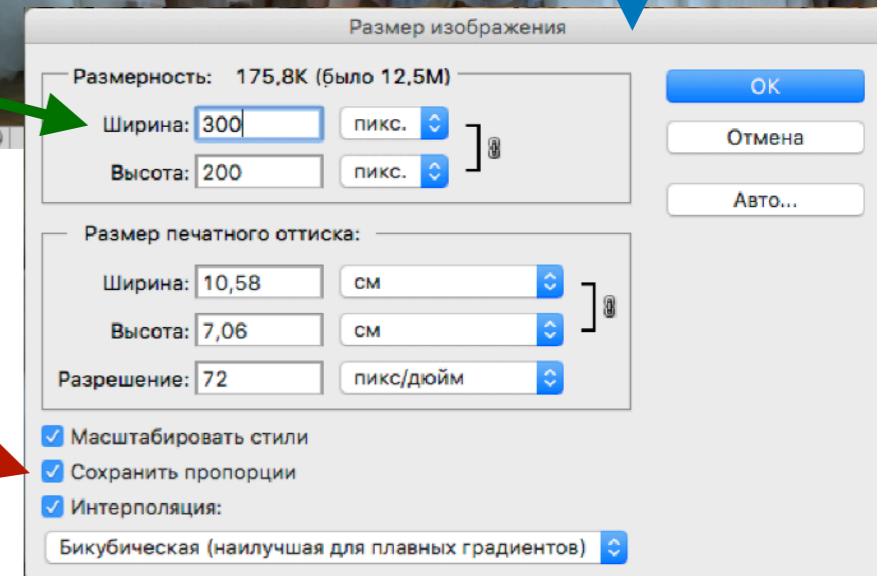 Размер изображения
Размерность: 175,8K (было 12,5M)
Ширина: 300 пикс.
Высота: 200 пикс.
OK
Отмена
Авто...
Размер печатного оттиска:
Ширина: 10,58 см
Высота: 7,06 см
Разрешение: 72 пикс/дюйм
Масштабировать стили
Сохранить пропорции
Интерполяция:
Бикубическая (наилучшая для плавных градиентов)